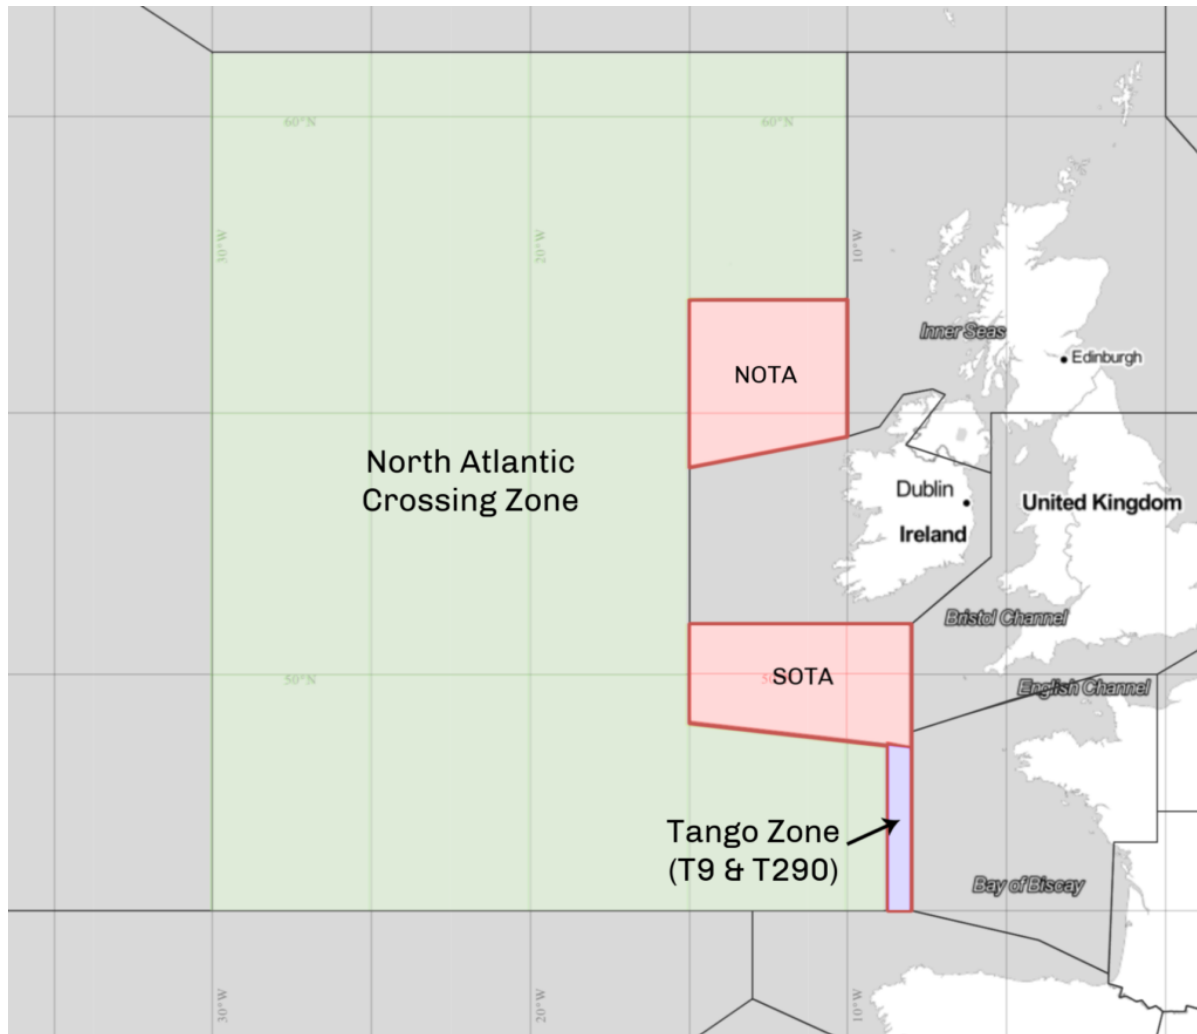 60°N
60°N
30°W
20°W
10°W
Inner Seas
Edinburgh
NOTA
North Atlantic
Crossing Zone
Dublin
Ireland
United Kingdom
Bristol Channel
SOTA
50°N
English Channel
Tango Zone
(T9 & T290)
Bay of Biscay
30°W
20°W
10°W